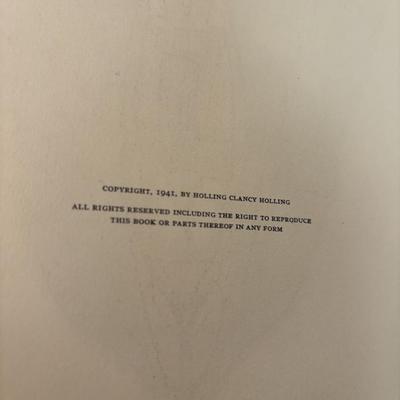 COPYRIGHT, 1941, BY HOLLING CLANCY HOLLING
ALL RIGHTS RESERVED INCLUDING THE RIGHT TO REPRODUCE
THIS BOOK OR PARTS THEREOF IN ANY FORM